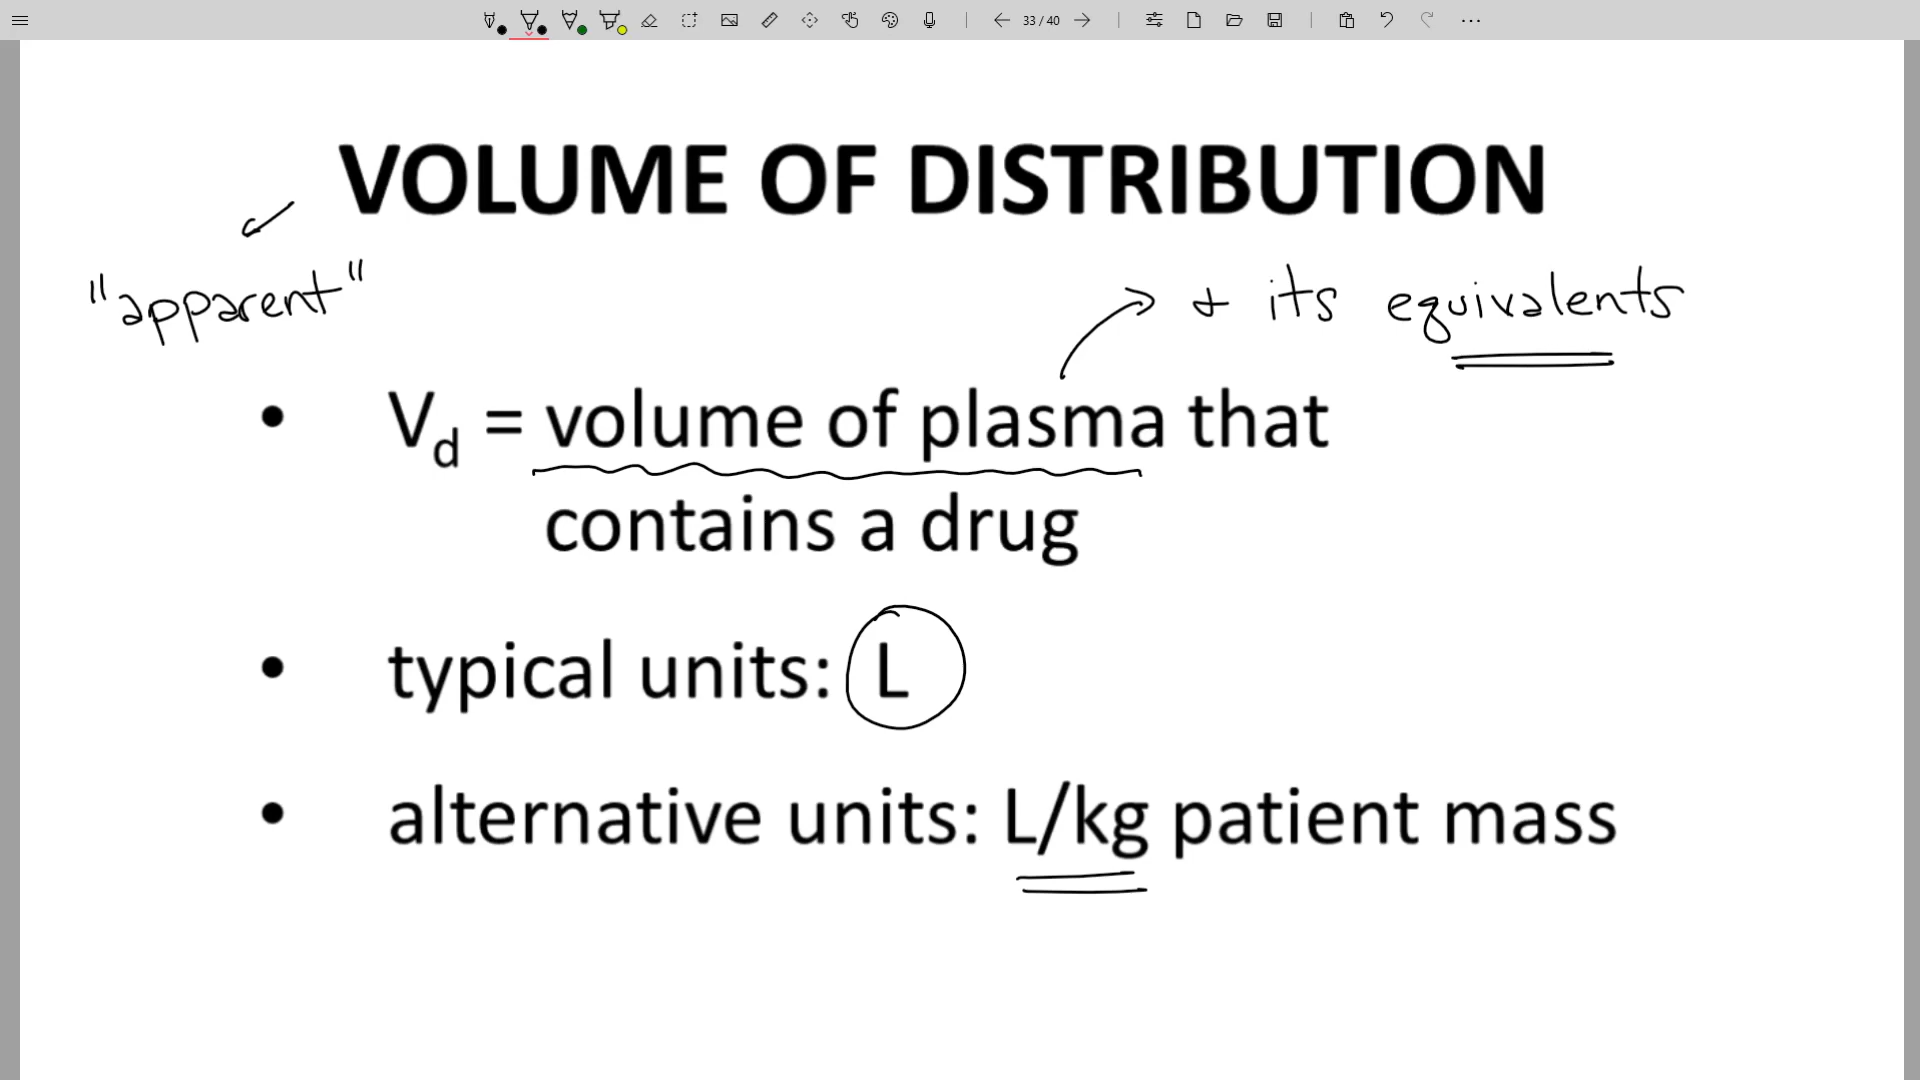 33 / 40
VOLUME OF DISTRIBUTION
"apparent"
+ its equivalents
• Vd = volume of plasma that
contains a drug
• typical units: L
• alternative units: L/kg patient mass